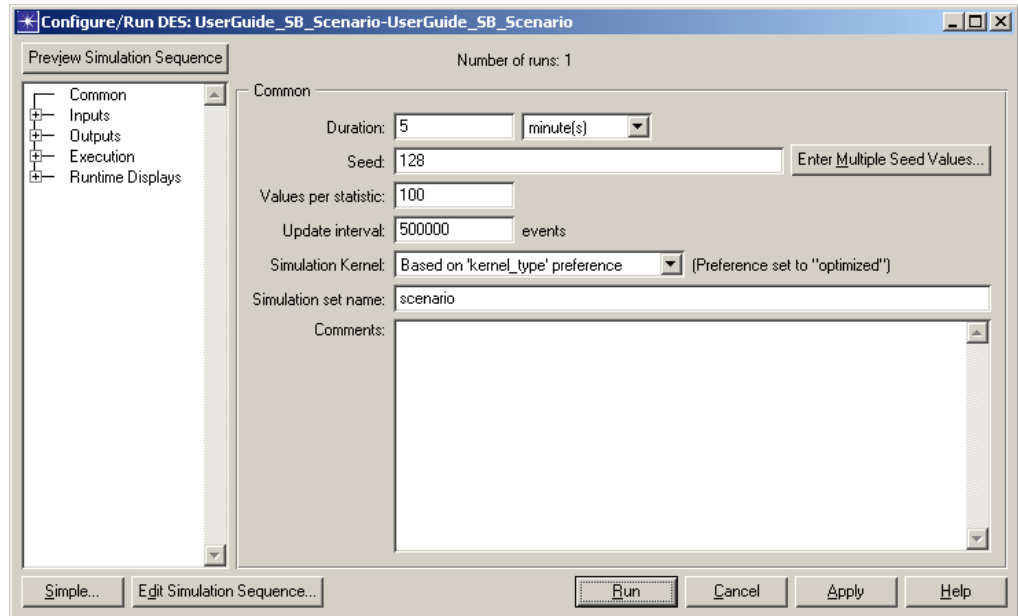 Configure/Run DES: UserGuide_SB_Scenario-UserGuide_SB_Scenario
Preview Simulation Sequence
Number of runs: 1
Common
Inputs
Outputs
Execution
Runtime Displays
Common
Duration: 5 minute(s)
Seed: 128 Enter Multiple Seed Values...
Values per statistic: 100
Update interval: 500000 events
Simulation Kernel: Based on 'kernel_type' preference (Preference set to "optimized")
Simulation set name: scenario
Comments:
Simple... Edit Simulation Sequence... Run Cancel Apply Help